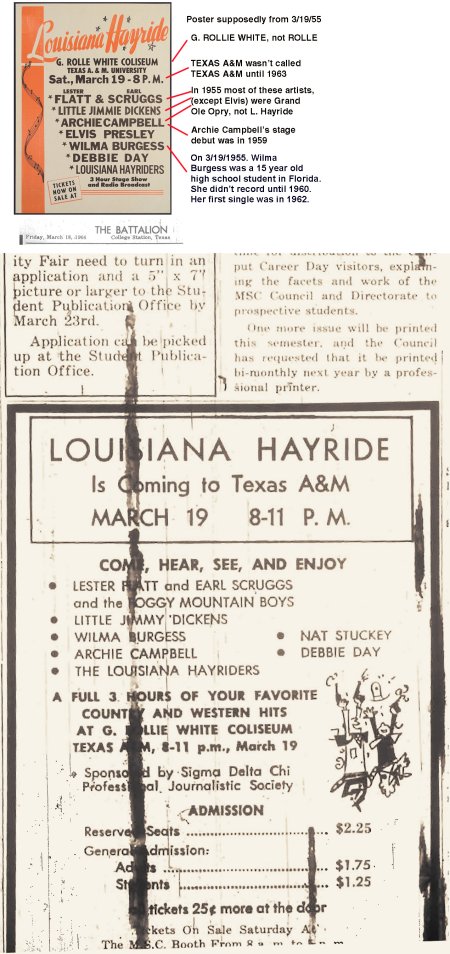 Poster supposedly from 3/19/55
Louisiana Hayride
G. ROLLE WHITE COLISEUM
TEXAS A. & M. UNIVERSITY
Sat., March 19 - 8 P.M.
LESTER EARL
* FLATT & SCRUGGS
* LITTLE JIMMIE DICKENS
* ARCHIE CAMPBELL
* ELVIS PRESLEY
* WILMA BURGESS
* DEBBIE DAY
* LOUISIANA HAYRIDERS
3 Hour Stage Show
and Radio Broadcast
TICKETS
NOW ON
SALE AT
G. ROLLIE WHITE, not ROLLE
TEXAS A&M wasn't called
TEXAS A&M until 1963
In 1955 most of these artists,
(except Elvis) were Grand
Ole Opry, not L. Hayride
Archie Campbell's stage
debut was in 1959
On 3/19/1955. Wilma
Burgess was a 15 year old
high school student in Florida.
She didn't record until 1960.
Her first single was in 1962.
THE BATTALION
Friday, March 18, 1966 College Station, Texas
ity Fair need to turn in an
application and a 5" x 7"
picture or larger to the Stu-
dent Publication Office by
March 23rd.
Application can be picked
up at the Student Publica-
tion Office.
put Career Day visitors, explain-
ing the facets and work of the
MSC Council and Directorate to
prospective students.
One more issue will be printed
this semester, and the Council
has requested that it be printed
bi-monthly next year by a profes-
sional printer.
LOUISIANA HAYRIDE
Is Coming to Texas A&M
MARCH 19 8-11 P. M.
COME, HEAR, SEE, AND ENJOY
● LESTER FLATT and EARL SCRUGGS
and the FOGGY MOUNTAIN BOYS
● LITTLE JIMMY DICKENS
● WILMA BURGESS ● NAT STUCKEY
● ARCHIE CAMPBELL ● DEBBIE DAY
● THE LOUISIANA HAYRIDERS
A FULL 3 HOURS OF YOUR FAVORITE
COUNTRY AND WESTERN HITS
AT G. ROLLIE WHITE COLISEUM
TEXAS A&M, 8-11 p.m., March 19
Sponsored by Sigma Delta Chi
Professional Journalistic Society
ADMISSION
Reserved Seats ........ $2.25
General Admission:
Adults ........ $1.75
Students ........ $1.25
tickets 25¢ more at the door
Tickets On Sale Saturday At
The M.S.C. Booth From 8 a. m. to